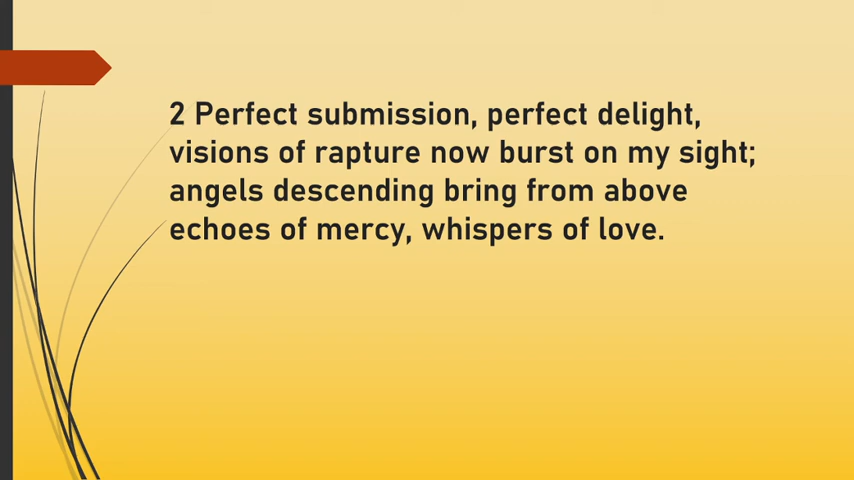 2 Perfect submission, perfect delight,
visions of rapture now burst on my sight;
angels descending bring from above
echoes of mercy, whispers of love.